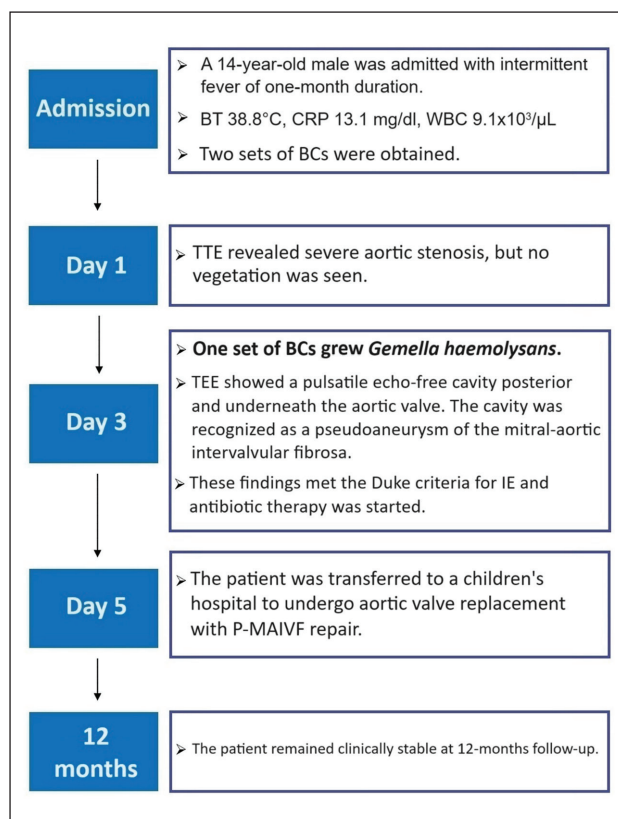 Admission
➢ A 14-year-old male was admitted with intermittent
fever of one-month duration.
➢ BT 38.8°C, CRP 13.1 mg/dl, WBC 9.1x10³/µL
➢ Two sets of BCs were obtained.
Day 1
➢ TTE revealed severe aortic stenosis, but no
vegetation was seen.
Day 3
➢ One set of BCs grew Gemella haemolysans.
➢ TEE showed a pulsatile echo-free cavity posterior
and underneath the aortic valve. The cavity was
recognized as a pseudoaneurysm of the mitral-aortic
intervalvular fibrosa.
➢ These findings met the Duke criteria for IE and
antibiotic therapy was started.
Day 5
➢ The patient was transferred to a children's
hospital to undergo aortic valve replacement
with P-MAIVF repair.
12
months
➢ The patient remained clinically stable at 12-months follow-up.